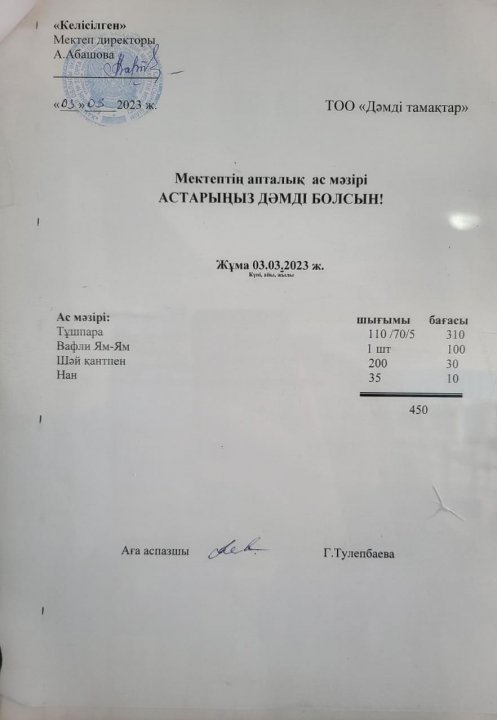 «Келісілген»
Мектеп директоры
А.Абашова
«03» 03 2023 ж.
ТОО «Дәмді тамақтар»
Мектептің апталық ас мәзірі
АСТАРЫҢЫЗ ДӘМДІ БОЛСЫН!
Жұма 03.03.2023 ж.
Күні, айы, жылы
Ас мәзірі: шығымы бағасы
Тұшпара 110 /70/5 310
Вафли Ям-Ям 1 шт 100
Шәй қантпен 200 30
Нан 35 10
450
Аға аспазшы Г.Тулепбаева